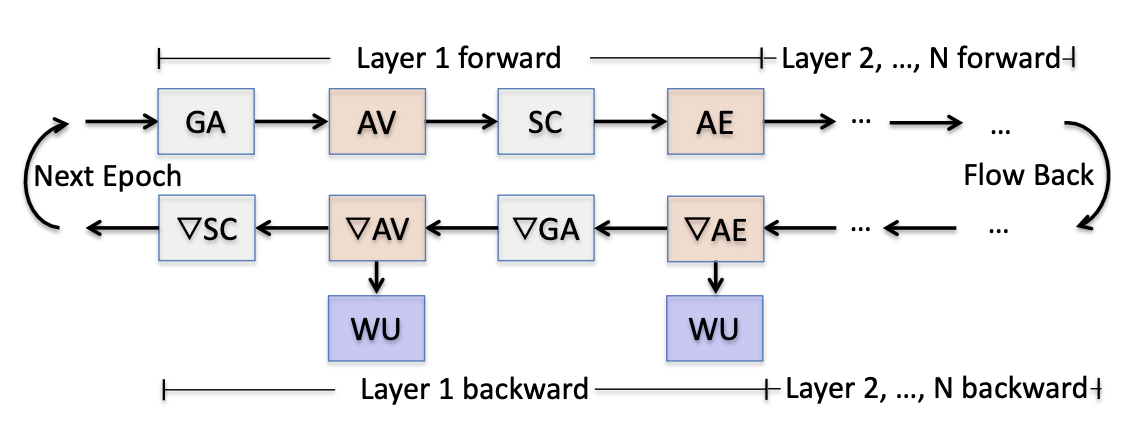 Layer 1 forward
Layer 2, ..., N forward
GA
AV
SC
AE
...
...
Next Epoch
Flow Back
▽SC
▽AV
▽GA
▽AE
...
...
WU
WU
Layer 1 backward
Layer 2, ..., N backward